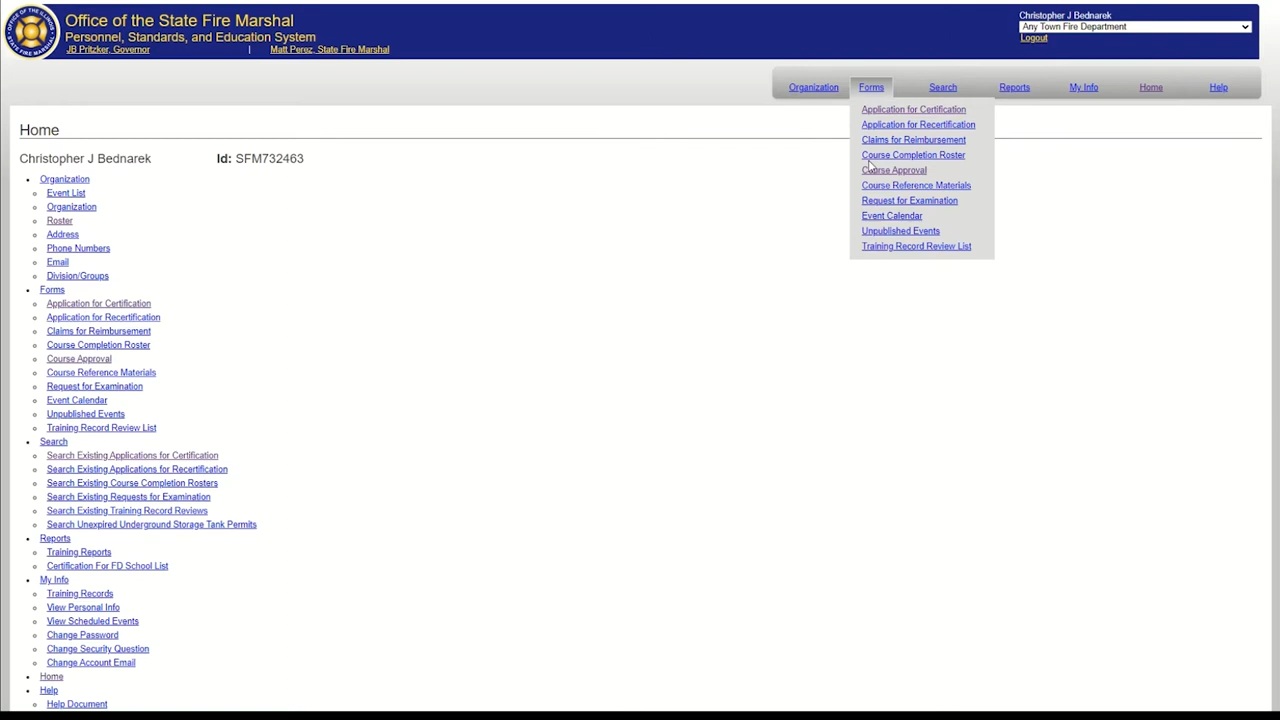 Office of the State Fire Marshal
Personnel, Standards, and Education System
JB Pritzker, Governor | Matt Perez, State Fire Marshal
Christopher J Bednarek
Any Town Fire Department
Logout
Organization Forms Search Reports My Info Home Help
Application for Certification
Application for Recertification
Claims for Reimbursement
Course Completion Roster
Course Approval
Course Reference Materials
Request for Examination
Event Calendar
Unpublished Events
Training Record Review List
Home
Christopher J Bednarek Id: SFM732463
Organization
Event List
Organization
Roster
Address
Phone Numbers
Email
Division/Groups
Forms
Application for Certification
Application for Recertification
Claims for Reimbursement
Course Completion Roster
Course Approval
Course Reference Materials
Request for Examination
Event Calendar
Unpublished Events
Training Record Review List
Search
Search Existing Applications for Certification
Search Existing Applications for Recertification
Search Existing Course Completion Rosters
Search Existing Requests for Examination
Search Existing Training Record Reviews
Search Unexpired Underground Storage Tank Permits
Reports
Training Reports
Certification For FD School List
My Info
Training Records
View Personal Info
View Scheduled Events
Change Password
Change Security Question
Change Account Email
Home
Help
Help Document